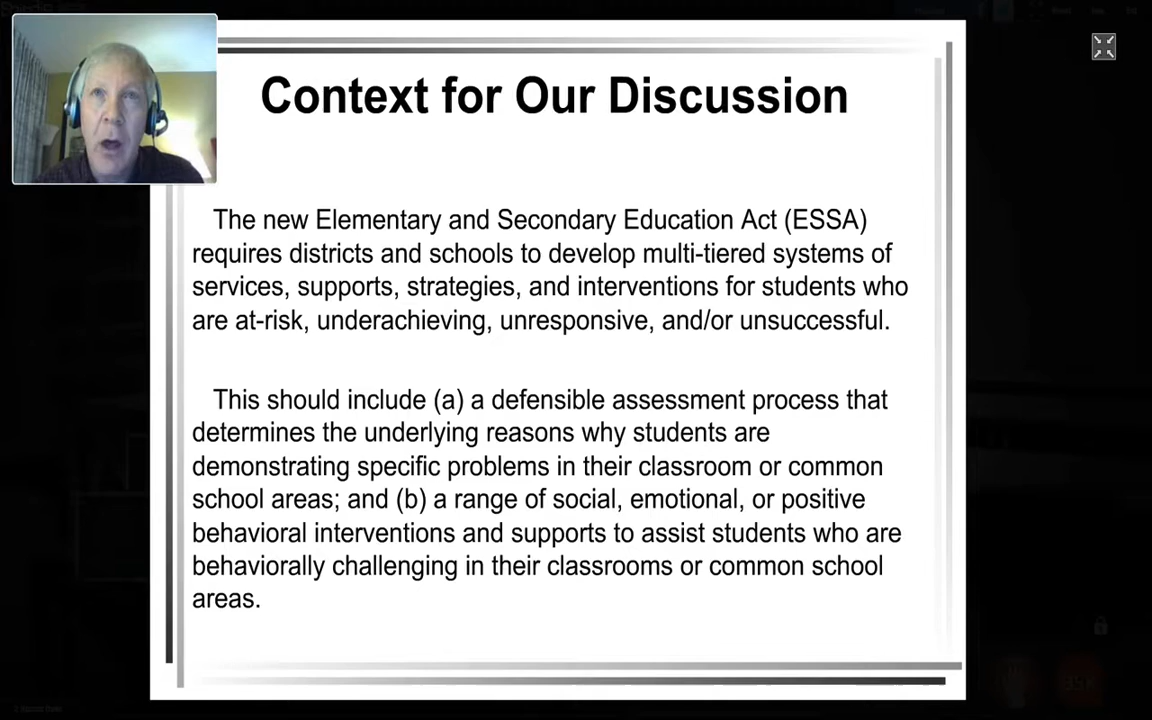 Context for Our Discussion
The new Elementary and Secondary Education Act (ESSA)
requires districts and schools to develop multi-tiered systems of
services, supports, strategies, and interventions for students who
are at-risk, underachieving, unresponsive, and/or unsuccessful.
This should include (a) a defensible assessment process that
determines the underlying reasons why students are
demonstrating specific problems in their classroom or common
school areas; and (b) a range of social, emotional, or positive
behavioral interventions and supports to assist students who are
behaviorally challenging in their classrooms or common school
areas.